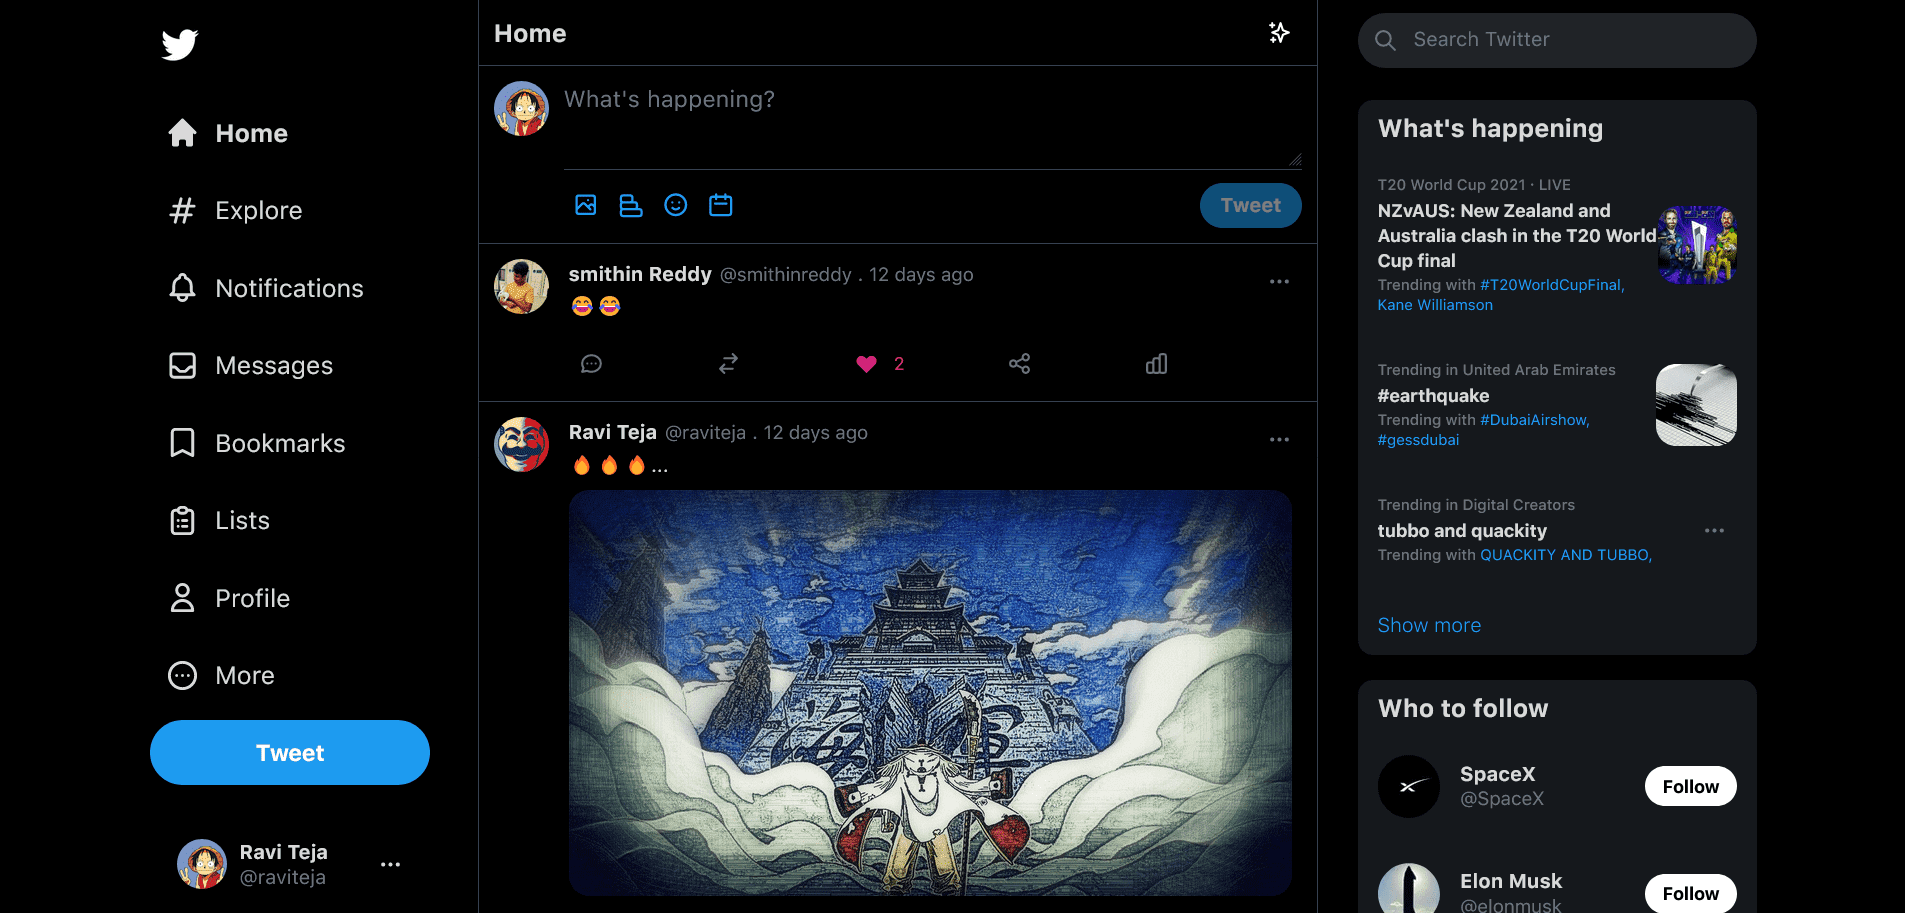 Home
Explore
Notifications
Messages
Bookmarks
Lists
Profile
More
Tweet
Ravi Teja
@raviteja
Home
What's happening?
Tweet
smithin Reddy @smithinreddy . 12 days ago
😂😂
2
Ravi Teja @raviteja . 12 days ago
🔥🔥🔥...
海軍
Search Twitter
What's happening
T20 World Cup 2021 · LIVE
NZvAUS: New Zealand and
Australia clash in the T20 World
Cup final
Trending with #T20WorldCupFinal,
Kane Williamson
Trending in United Arab Emirates
#earthquake
Trending with #DubaiAirshow,
#gessdubai
Trending in Digital Creators
tubbo and quackity
Trending with QUACKITY AND TUBBO,
Show more
Who to follow
SpaceX
@SpaceX
Follow
Elon Musk
@elonmusk
Follow